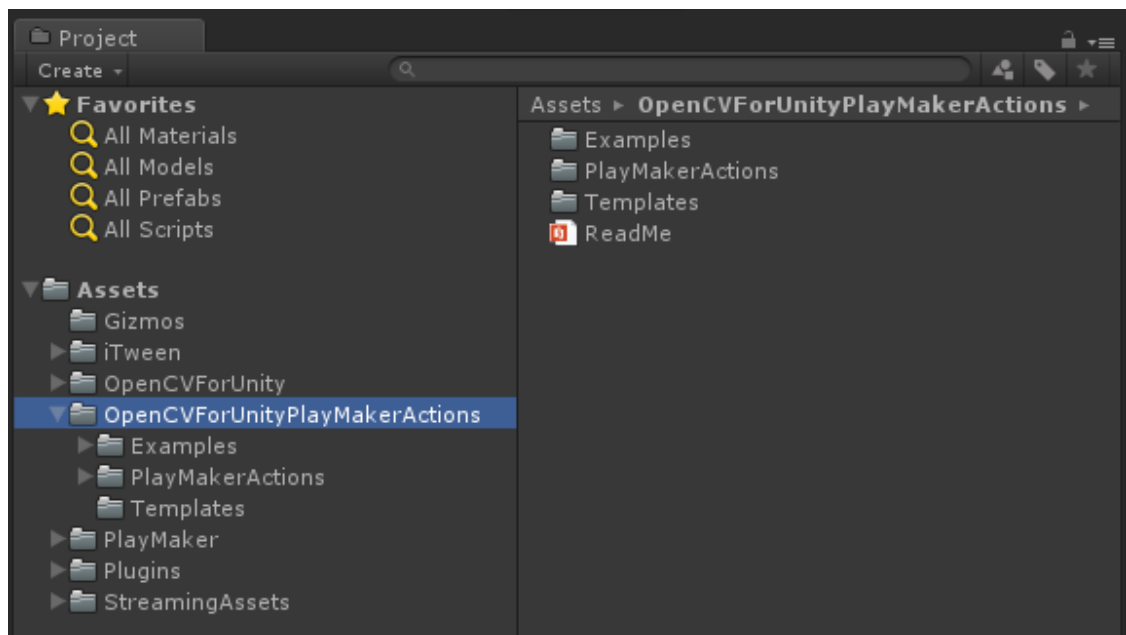 Project
Create
Favorites
All Materials
All Models
All Prefabs
All Scripts
Assets
Gizmos
iTween
OpenCVForUnity
OpenCVForUnityPlayMakerActions
Examples
PlayMakerActions
Templates
PlayMaker
Plugins
StreamingAssets
Assets ▸ OpenCVForUnityPlayMakerActions ▸
Examples
PlayMakerActions
Templates
ReadMe